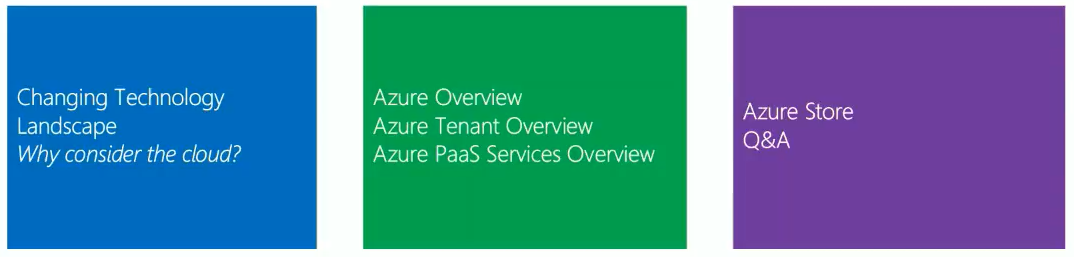 Changing Technology
Landscape
Why consider the cloud?
Azure Overview
Azure Tenant Overview
Azure PaaS Services Overview
Azure Store
Q&A